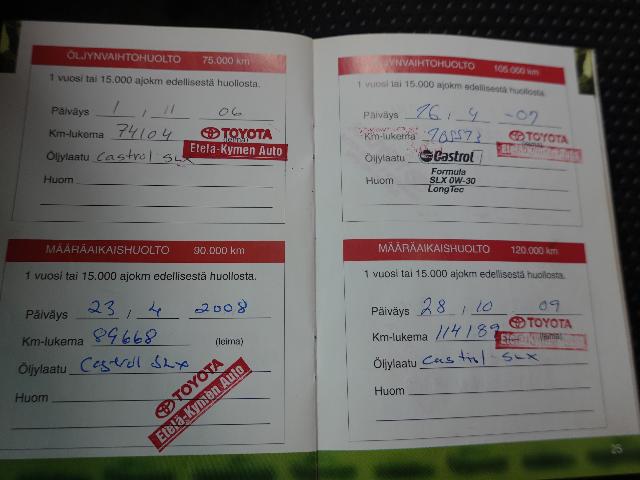 ÖLJYNVAIHTOHUOLTO 75.000 km
1 vuosi tai 15.000 ajokm edellisestä huollosta.
Päiväys 1 . 11 06
Km-lukema 74104 TOYOTA
(leima)
Etelä-Kymen Auto
Öljylaatu Castrol SLX
Huom
MÄÄRÄAIKAISHUOLTO 90.000 km
1 vuosi tai 15.000 ajokm edellisestä huollosta.
Päiväys 23 . 4 2008
Km-lukema 89668 (leima)
Öljylaatu Castrol SLX
Huom
TOYOTA
Etelä-Kymen Auto
ÖLJYNVAIHTOHUOLTO 105.000 km
1 vuosi tai 15.000 ajokm edellisestä huollosta.
Päiväys 16 . 4 -09
Km-lukema TOYOTA
(leima)
Öljylaatu Castrol
Huom Formula
SLX 0W-30
LongTec
MÄÄRÄAIKAISHUOLTO 120.000 km
1 vuosi tai 15.000 ajokm edellisestä huollosta.
Päiväys 28 . 10 09
TOYOTA
Km-lukema 114189 (leima)
Öljylaatu Castrol SLX
Huom
25